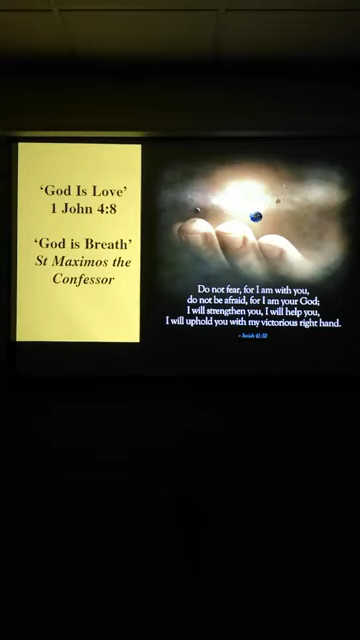 ‘God Is Love’
1 John 4:8
‘God is Breath’
St Maximos the
Confessor
Do not fear, for I am with you,
do not be afraid, for I am your God;
I will strengthen you, I will help you,
I will uphold you with my victorious right hand.